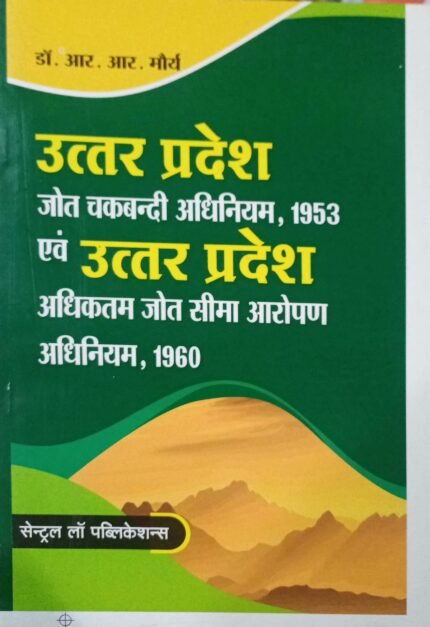 डॉ. आर. आर. मौर्य
उत्तर प्रदेश
जोत चकबन्दी अधिनियम, 1953
एवं उत्तर प्रदेश
अधिकतम जोत सीमा आरोपण
अधिनियम, 1960
सेन्ट्रल लॉ पब्लिकेशन्स